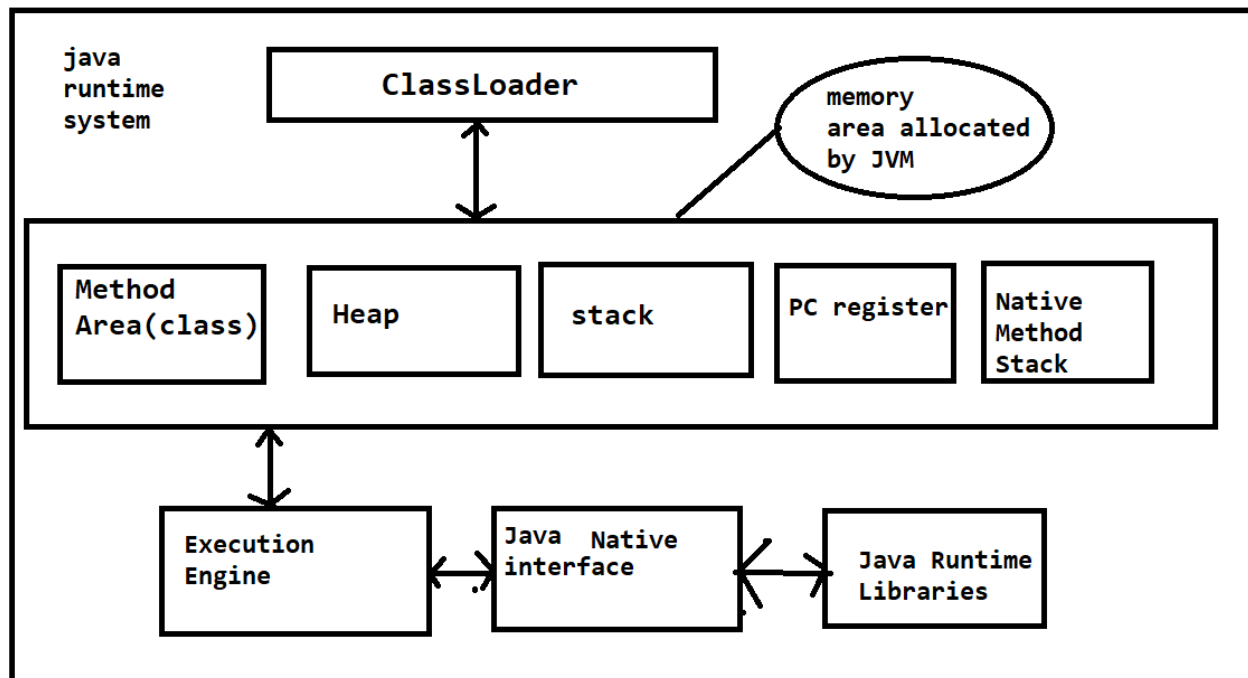 java
runtime
system
ClassLoader
memory
area allocated
by JVM
Method
Area(class)
Heap
stack
PC register
Native
Method
Stack
Execution
Engine
Java Native
interface
Java Runtime
Libraries